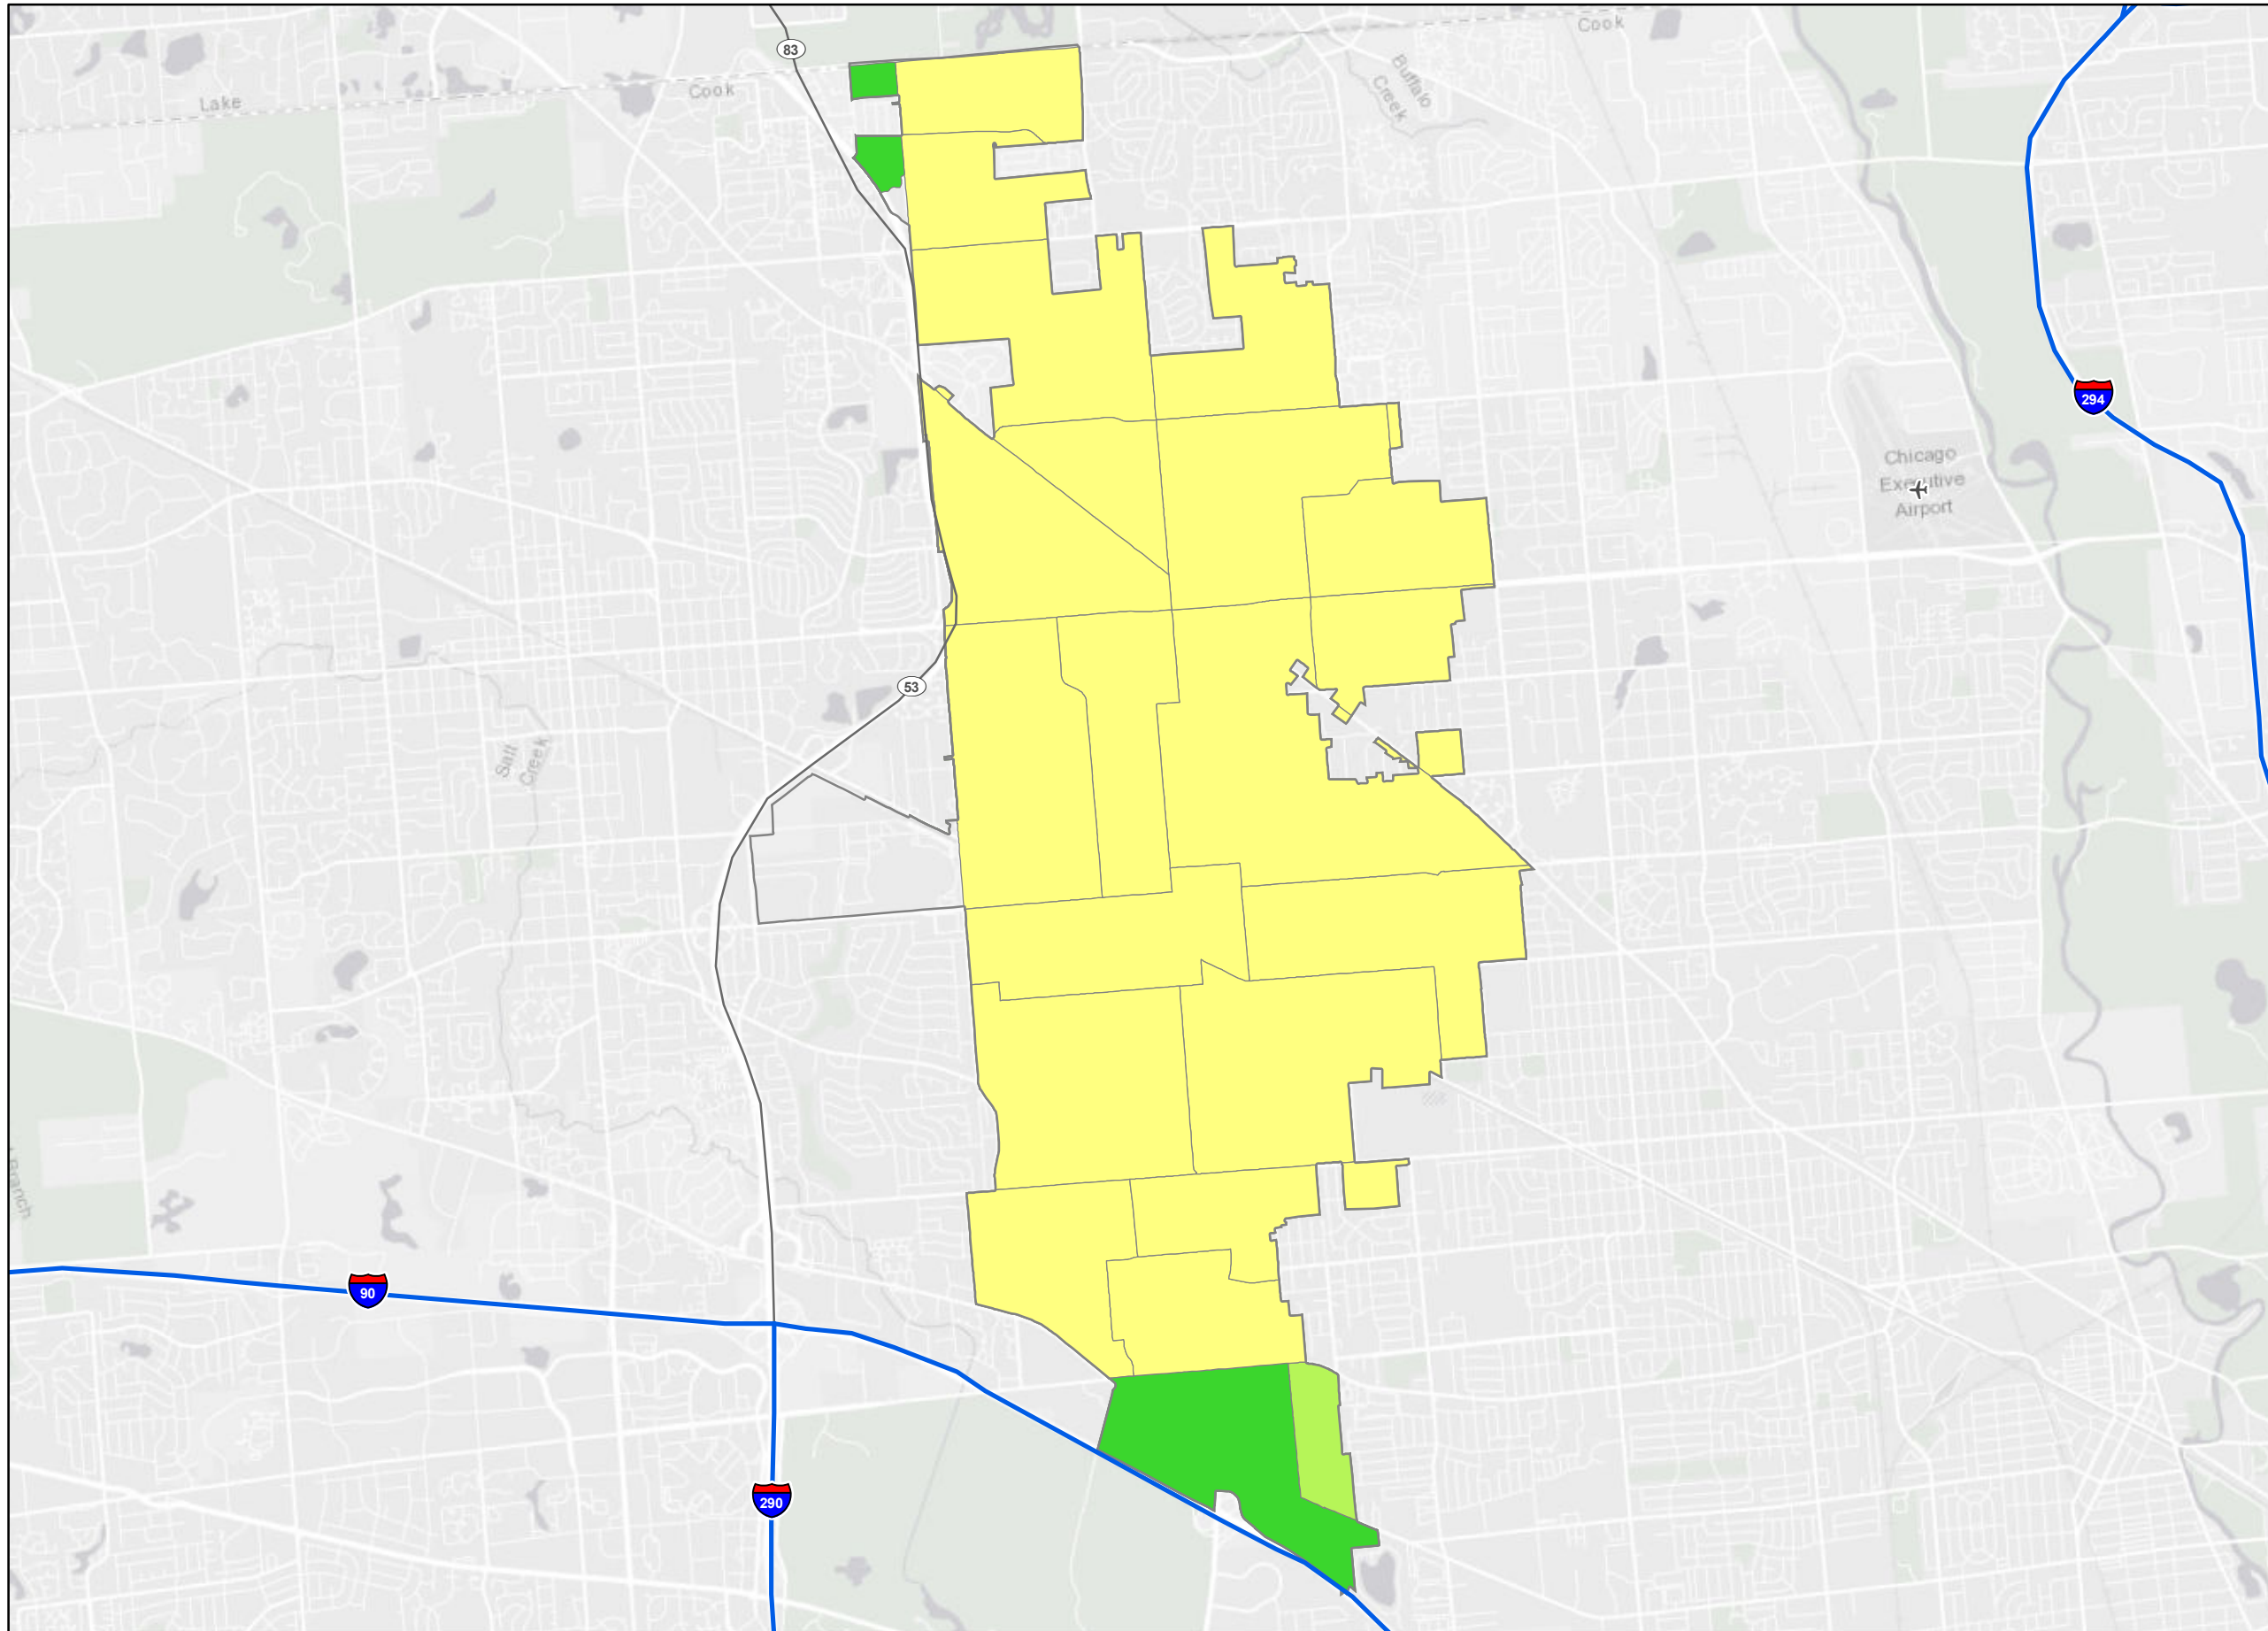 Cook
83
Buffalo
Creek
Lake
Cook
294
Chicago
Executive
Airport
53
Salt
Creek
Branch
90
290